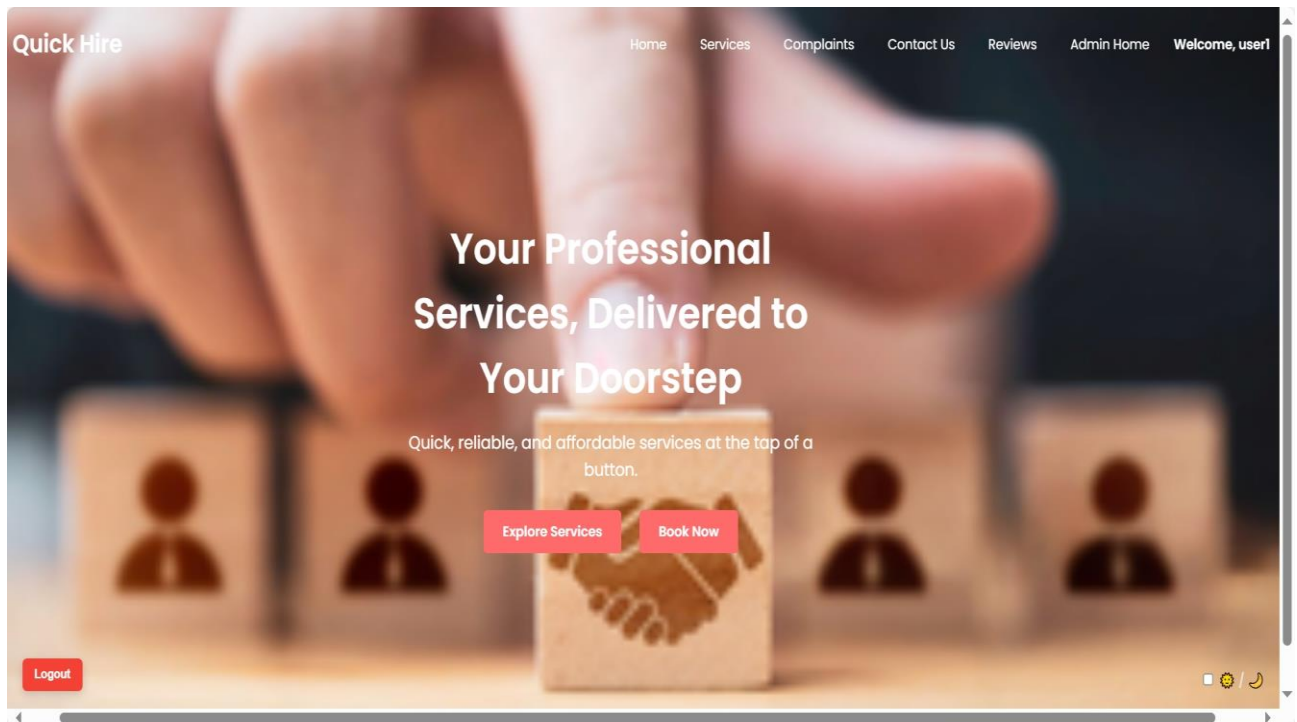 Quick Hire
Home Services Complaints Contact Us Reviews Admin Home Welcome, user1
Your Professional
Services, Delivered to
Your Doorstep
Quick, reliable, and affordable services at the tap of a
button.
Explore Services Book Now
Logout
/